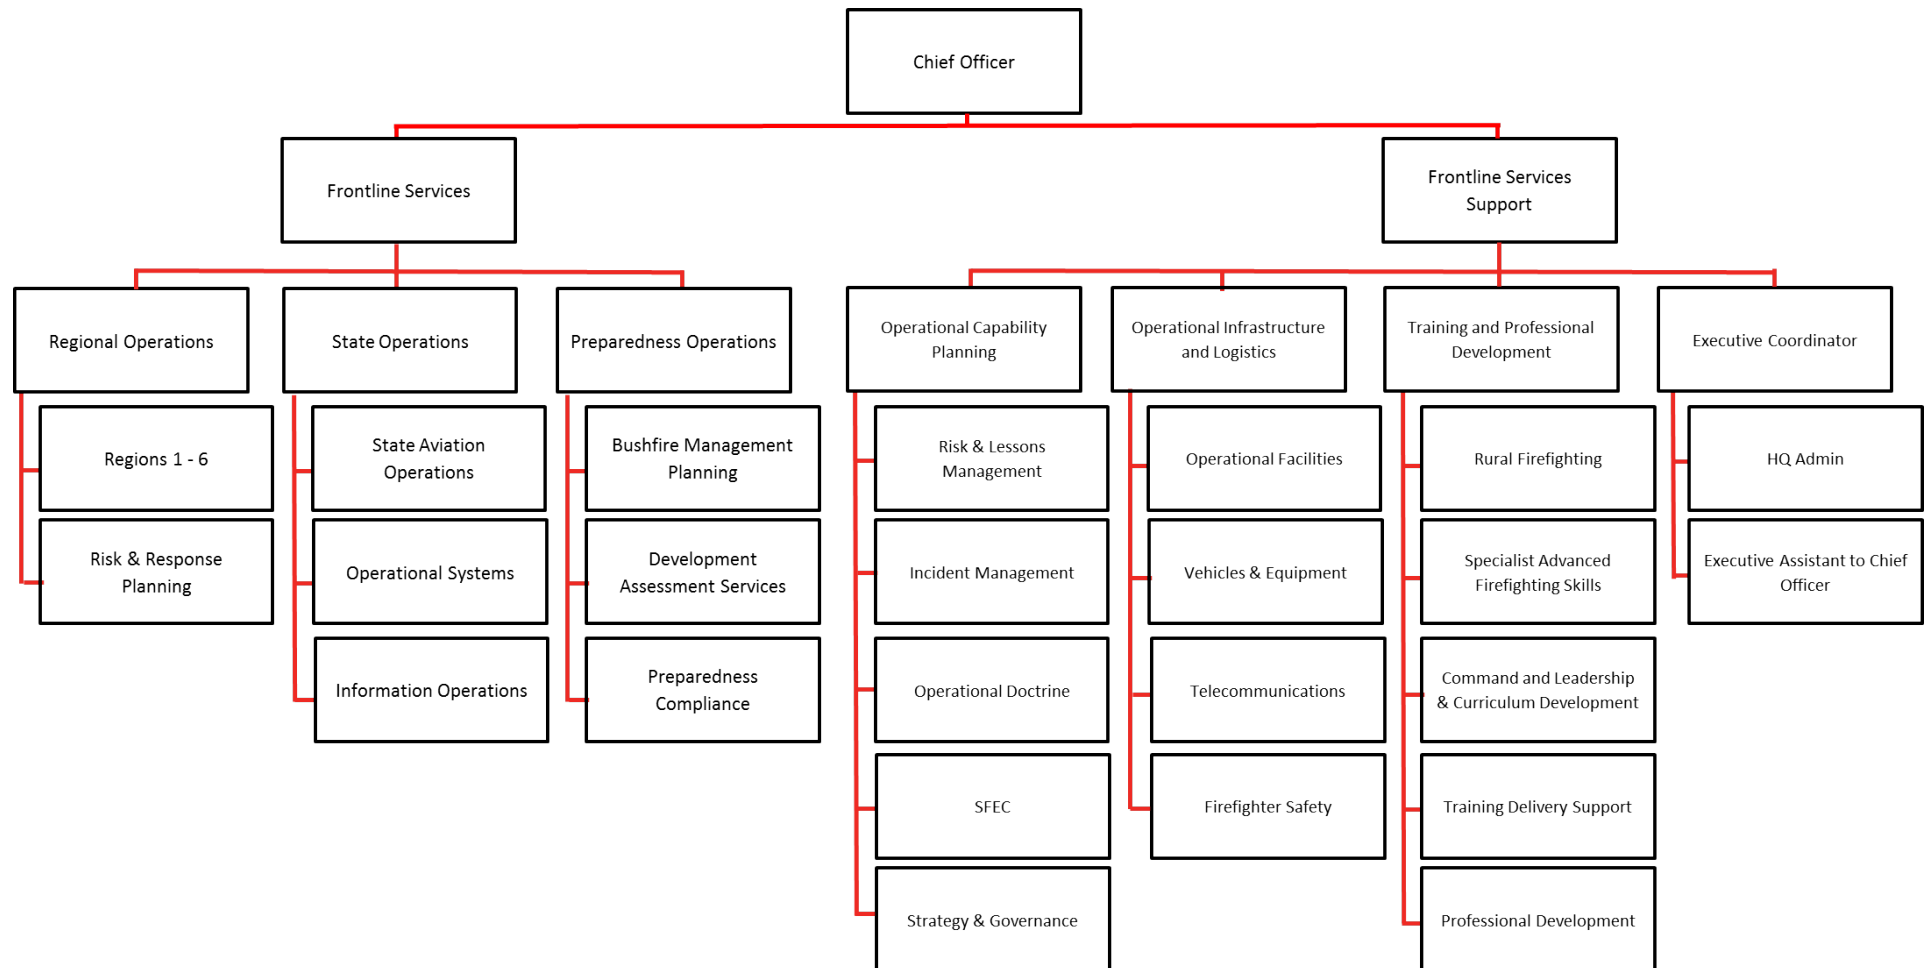 Chief Officer
Frontline Services
Frontline Services
Support
Regional Operations
State Operations
Preparedness Operations
Operational Capability
Planning
Operational Infrastructure
and Logistics
Training and Professional
Development
Executive Coordinator
Regions 1 - 6
Risk & Response
Planning
State Aviation
Operations
Operational Systems
Information Operations
Bushfire Management
Planning
Development
Assessment Services
Preparedness
Compliance
Risk & Lessons
Management
Incident Management
Operational Doctrine
SFEC
Strategy & Governance
Operational Facilities
Vehicles & Equipment
Telecommunications
Firefighter Safety
Rural Firefighting
Specialist Advanced
Firefighting Skills
Command and Leadership
& Curriculum Development
Training Delivery Support
Professional Development
HQ Admin
Executive Assistant to Chief
Officer